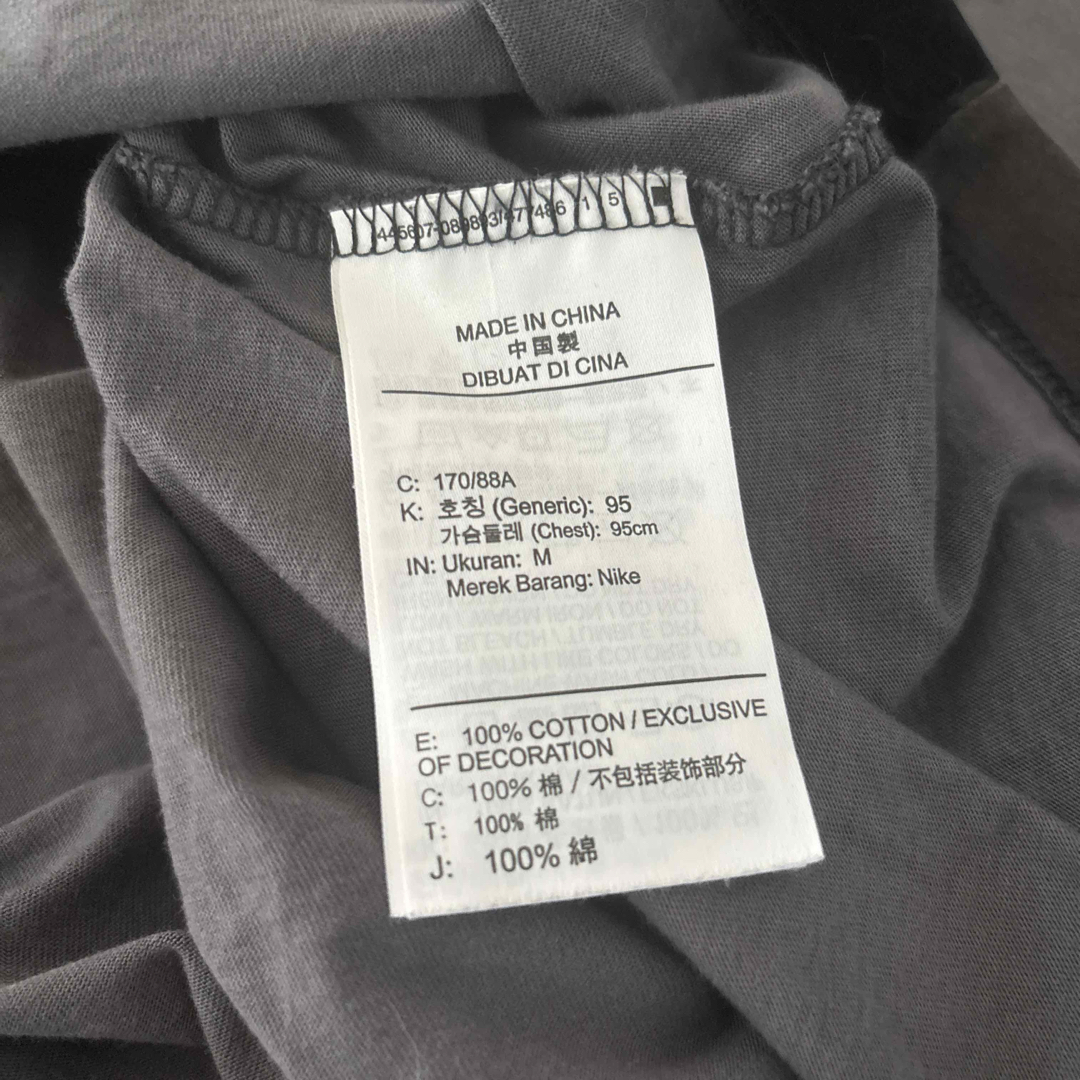 MADE IN CHINA
中国製
DIBUAT DI CINA
C: 170/88A
K: 호칭 (Generic): 95
가슴둘레 (Chest): 95cm
IN: Ukuran: M
Merek Barang: Nike
E: 100% COTTON / EXCLUSIVE
OF DECORATION
C: 100% 棉 / 不包括装饰部分
T: 100% 棉
J: 100% 綿